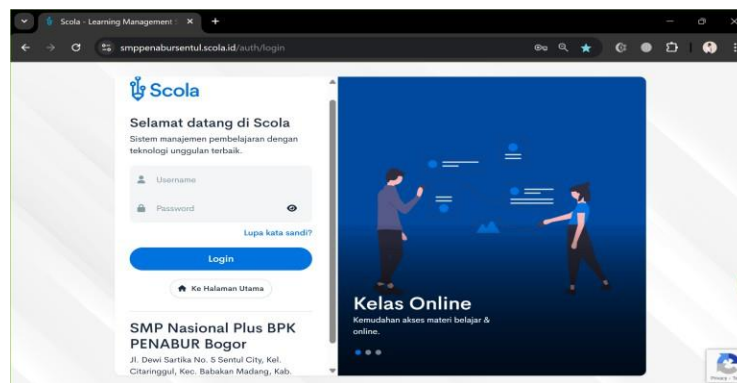 Scola - Learning Management
smppenabursentul.scola.id/auth/login
Scola
Selamat datang di Scola
Sistem manajemen pembelajaran dengan
teknologi unggulan terbaik.
Username
Password
Lupa kata sandi?
Login
Ke Halaman Utama
SMP Nasional Plus BPK
PENABUR Bogor
Jl. Dewi Sartika No. 5 Sentul City, Kel.
Citaringgul, Kec. Babakan Madang, Kab.
Kelas Online
Kemudahan akses materi belajar &
online.